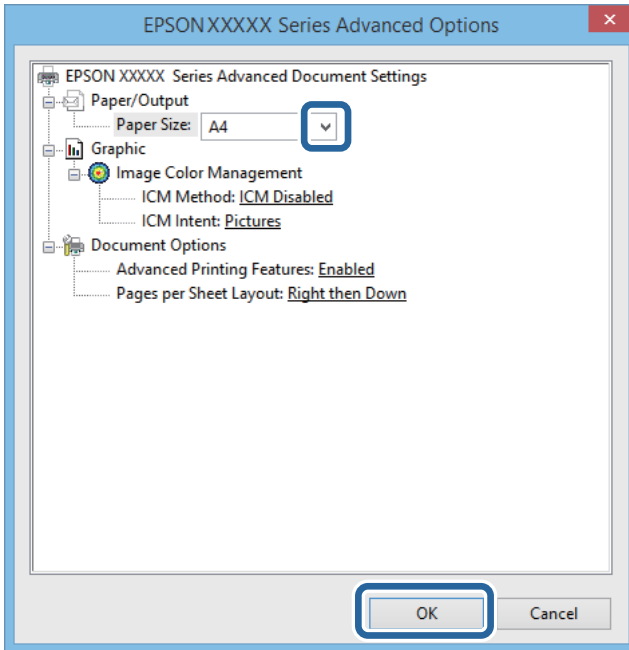 EPSON XXXXX Series Advanced Options
EPSON XXXXX Series Advanced Document Settings
Paper/Output
Paper Size: A4
Graphic
Image Color Management
ICM Method: ICM Disabled
ICM Intent: Pictures
Document Options
Advanced Printing Features: Enabled
Pages per Sheet Layout: Right then Down
OK Cancel